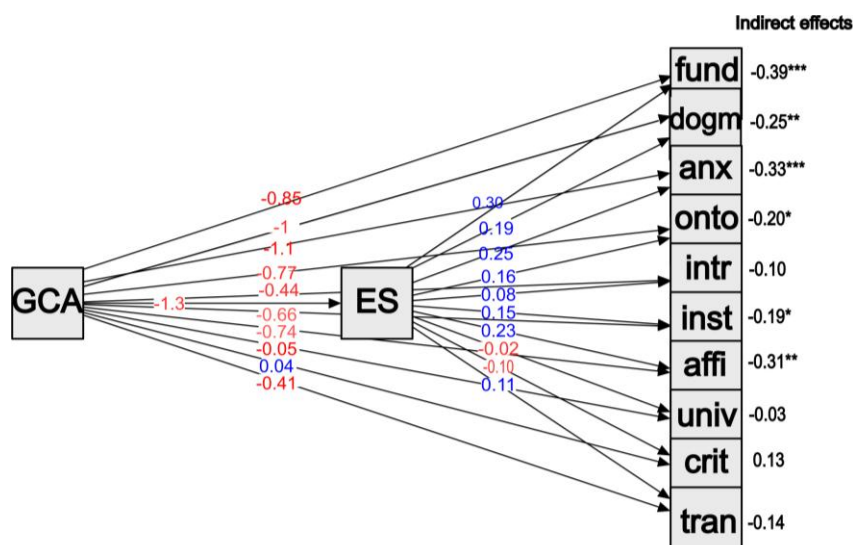 Indirect effects
fund -0.39***
dogm -0.25**
anx -0.33***
onto -0.20*
intr -0.10
inst -0.19*
affi -0.31**
univ -0.03
crit 0.13
tran -0.14
GCA
-1.3
ES
-0.85
-1
-1.1
-0.77
-0.44
-0.66
-0.74
-0.05
0.04
-0.41
0.30
0.19
0.25
0.16
0.08
0.15
0.23
-0.02
-0.10
0.11